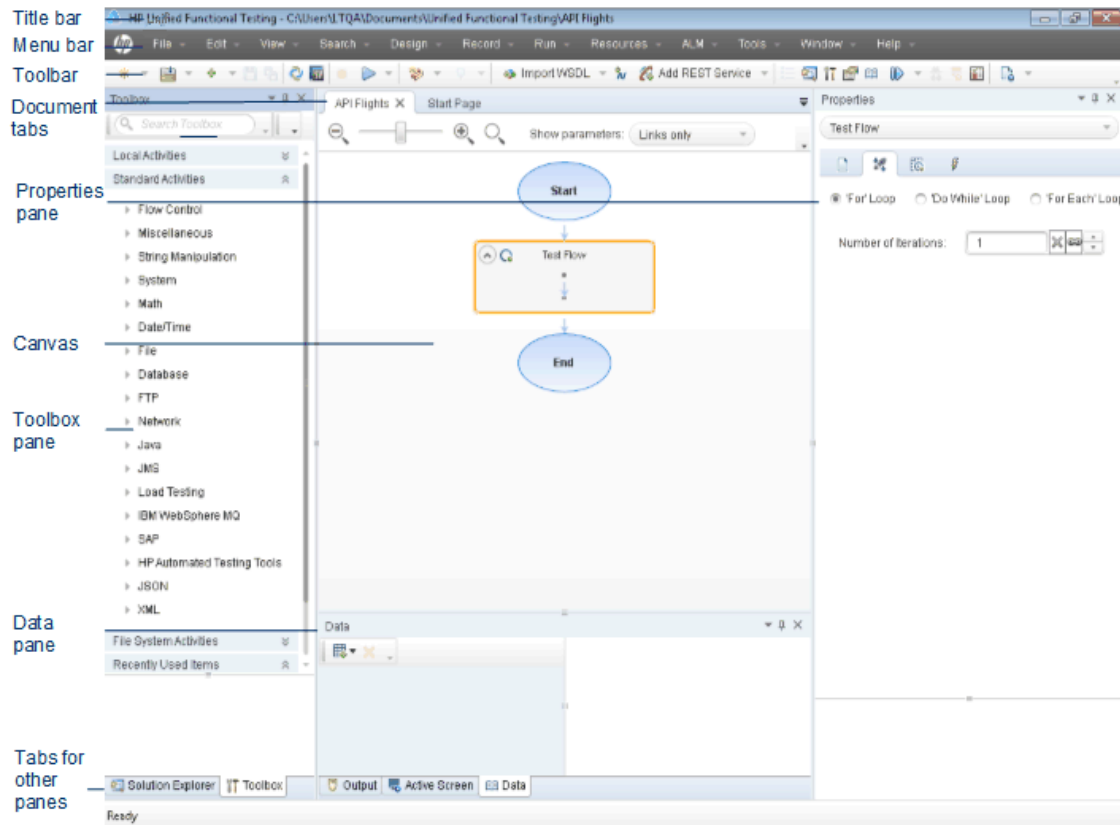 Title bar
HP Unified Functional Testing - C:\Users\LTQA\Documents\Unified Functional Testing\API Flights
Menu bar
hp File Edit View Search Design Record Run Resources ALM Tools Window Help
Toolbar
Import WSDL Add REST Service
Document
tabs
Toolbox
API Flights Start Page
Properties
Search Toolbox
Show parameters: Links only
Test Flow
Local Activities
Standard Activities
Properties
pane
Start
'For' Loop 'Do While' Loop 'For Each' Loop
Flow Control
Miscellaneous
String Manipulation
System
Math
Date/Time
File
Database
FTP
Network
Java
JMS
Load Testing
IBM WebSphere MQ
SAP
HP Automated Testing Tools
JSON
XML
Number of Iterations: 1
Test Flow
Canvas
End
Toolbox
pane
Data
pane
Data
File System Activities
Recently Used Items
Tabs for
other
panes
Solution Explorer Toolbox
Output Active Screen Data
Ready